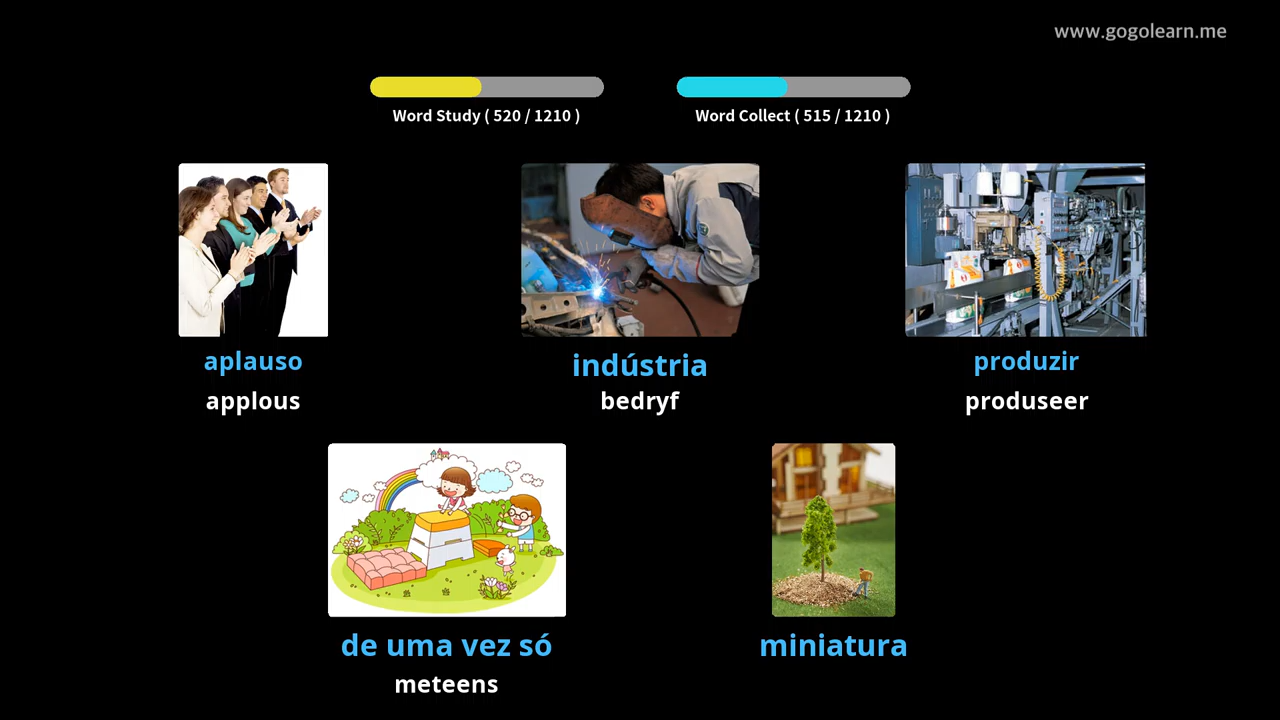 www.gogolearn.me
Word Study ( 520 / 1210 )
Word Collect ( 515 / 1210 )
aplauso
applous
indústria
bedryf
produzir
produseer
de uma vez só
meteens
miniatura